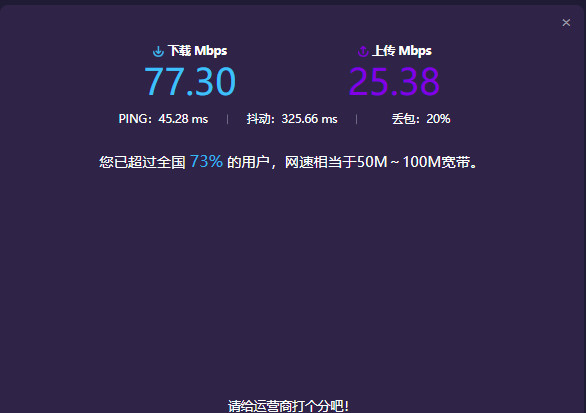 下载 Mbps 上传 Mbps
77.30 25.38
PING：45.28 ms 抖动：325.66 ms 丢包：20%
您已超过全国 73% 的用户，网速相当于50M～100M宽带。
请给运营商打个分吧！